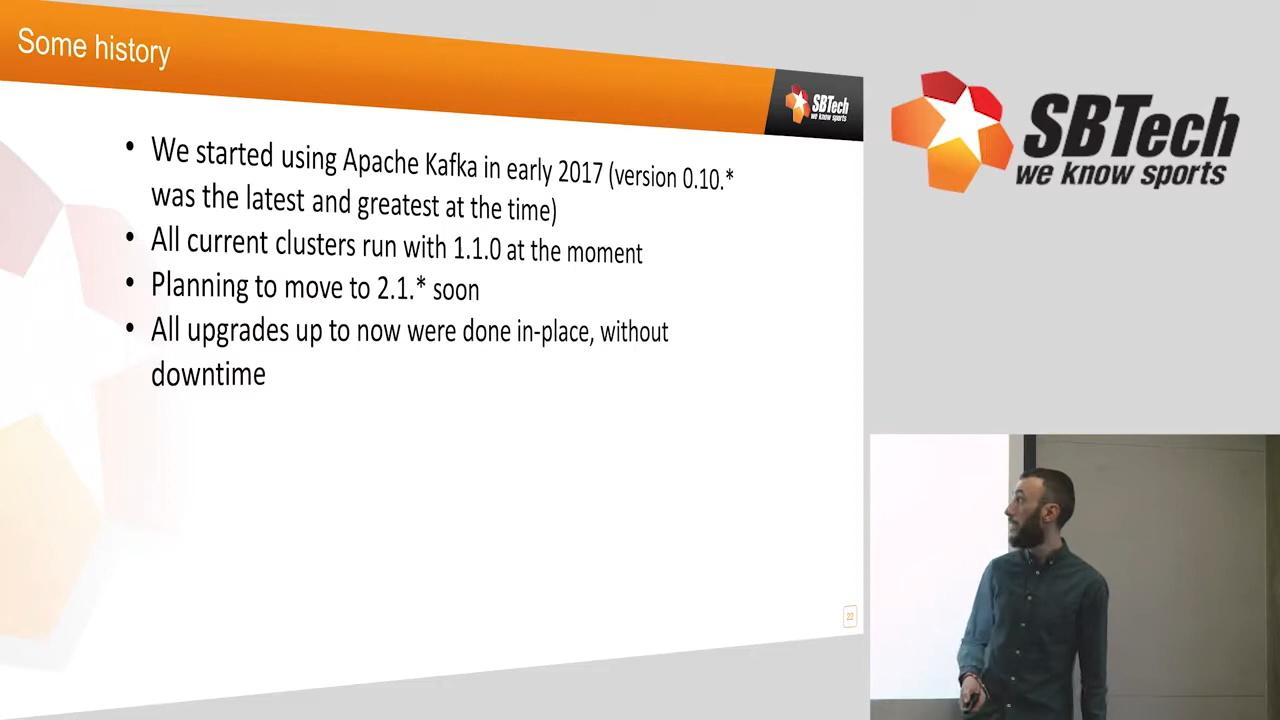 Some history
SBTech
we know sports
• We started using Apache Kafka in early 2017 (version 0.10.*
was the latest and greatest at the time)
• All current clusters run with 1.1.0 at the moment
• Planning to move to 2.1.* soon
• All upgrades up to now were done in-place, without
downtime
22
SBTech
we know sports